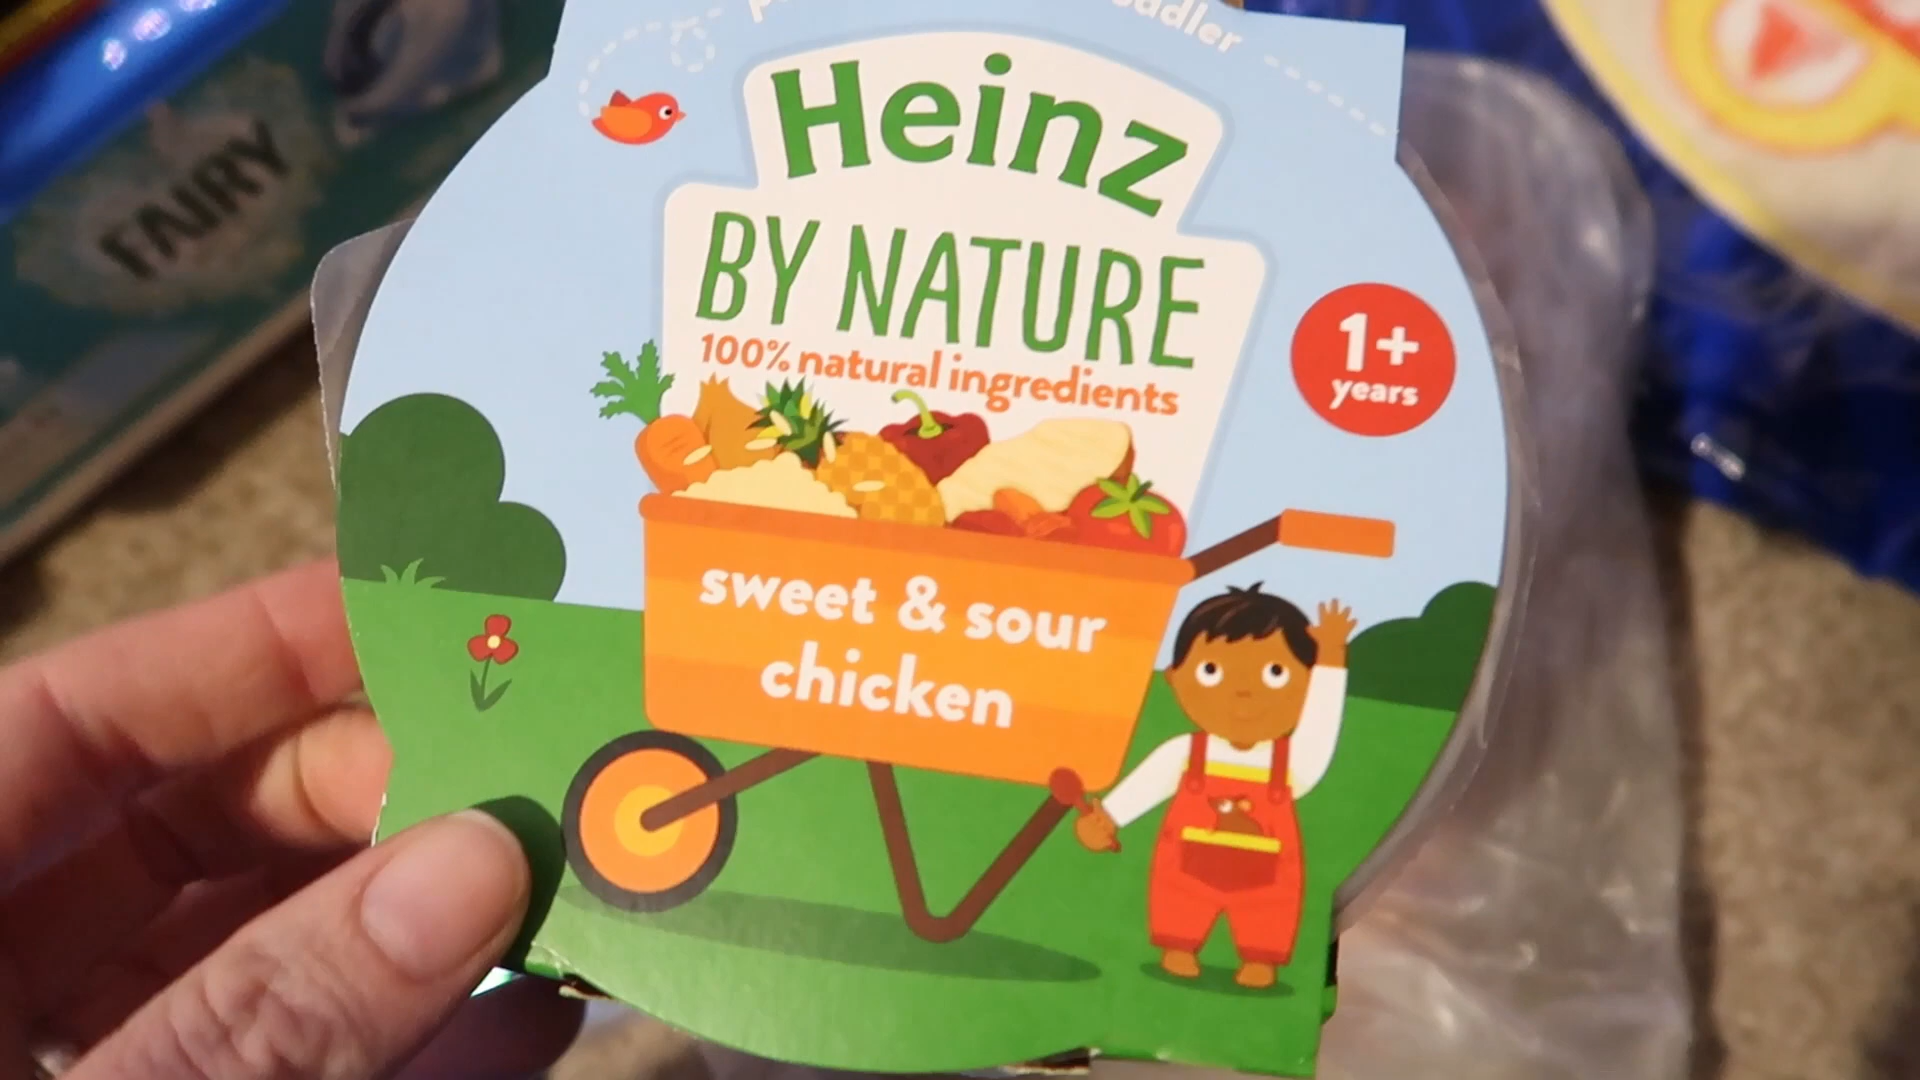 Heinz
BY NATURE
100% natural ingredients
1+
years
sweet & sour
chicken
FAIRY